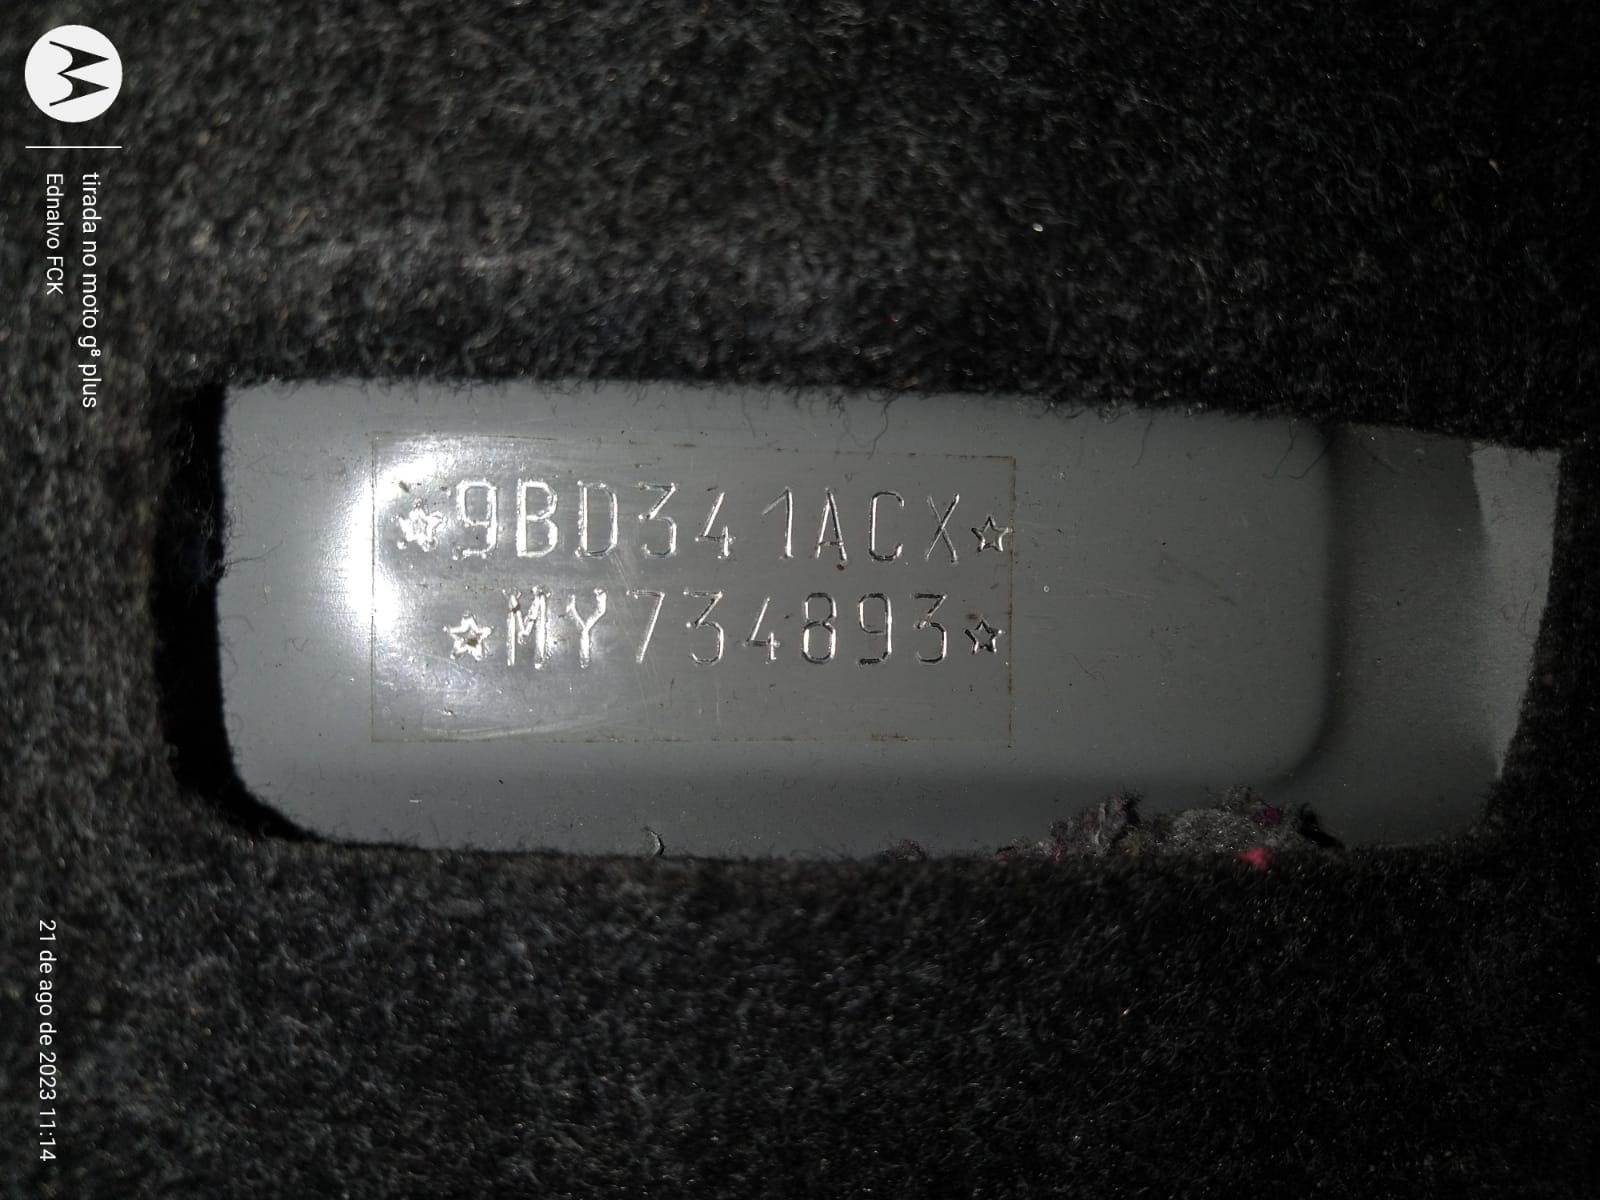 ☆9BD341ACX☆
☆MY734893☆
tirada no moto g⁸ plus
Ednalvo FCK
21 de ago de 2023 11:14